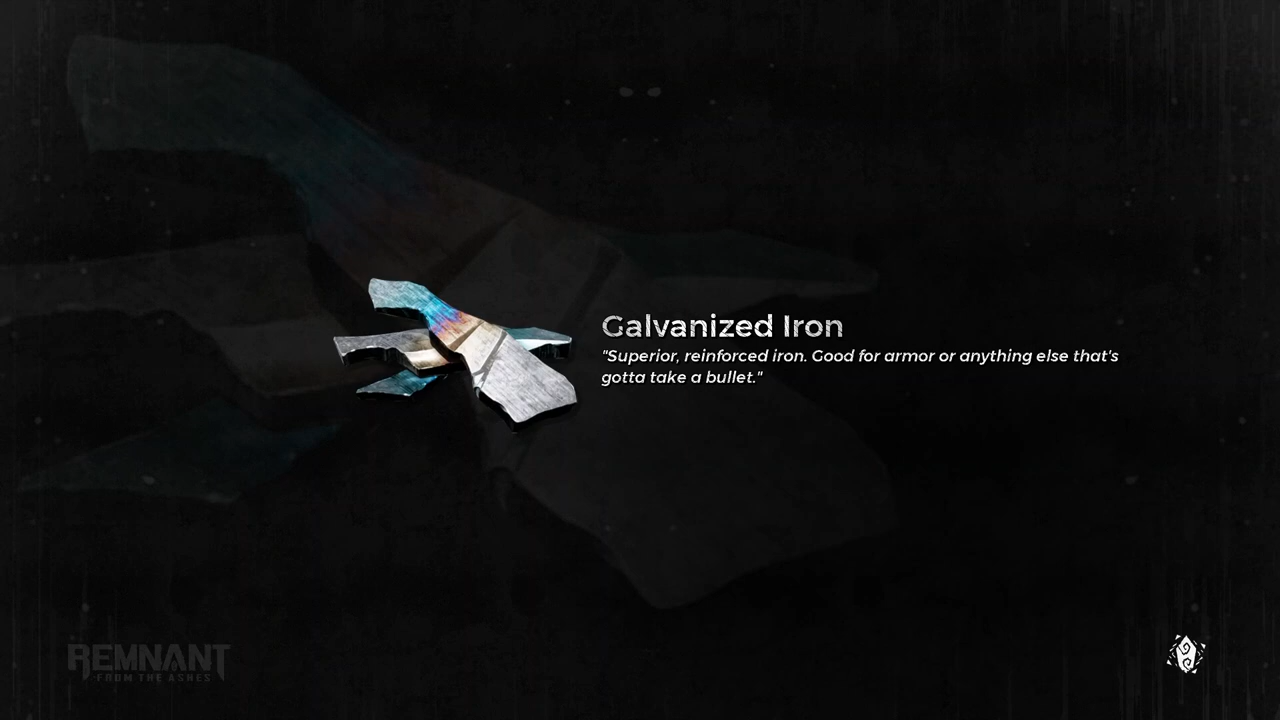 Galvanized Iron
"Superior, reinforced iron. Good for armor or anything else that's
gotta take a bullet."
REMNANT
FROM THE ASHES